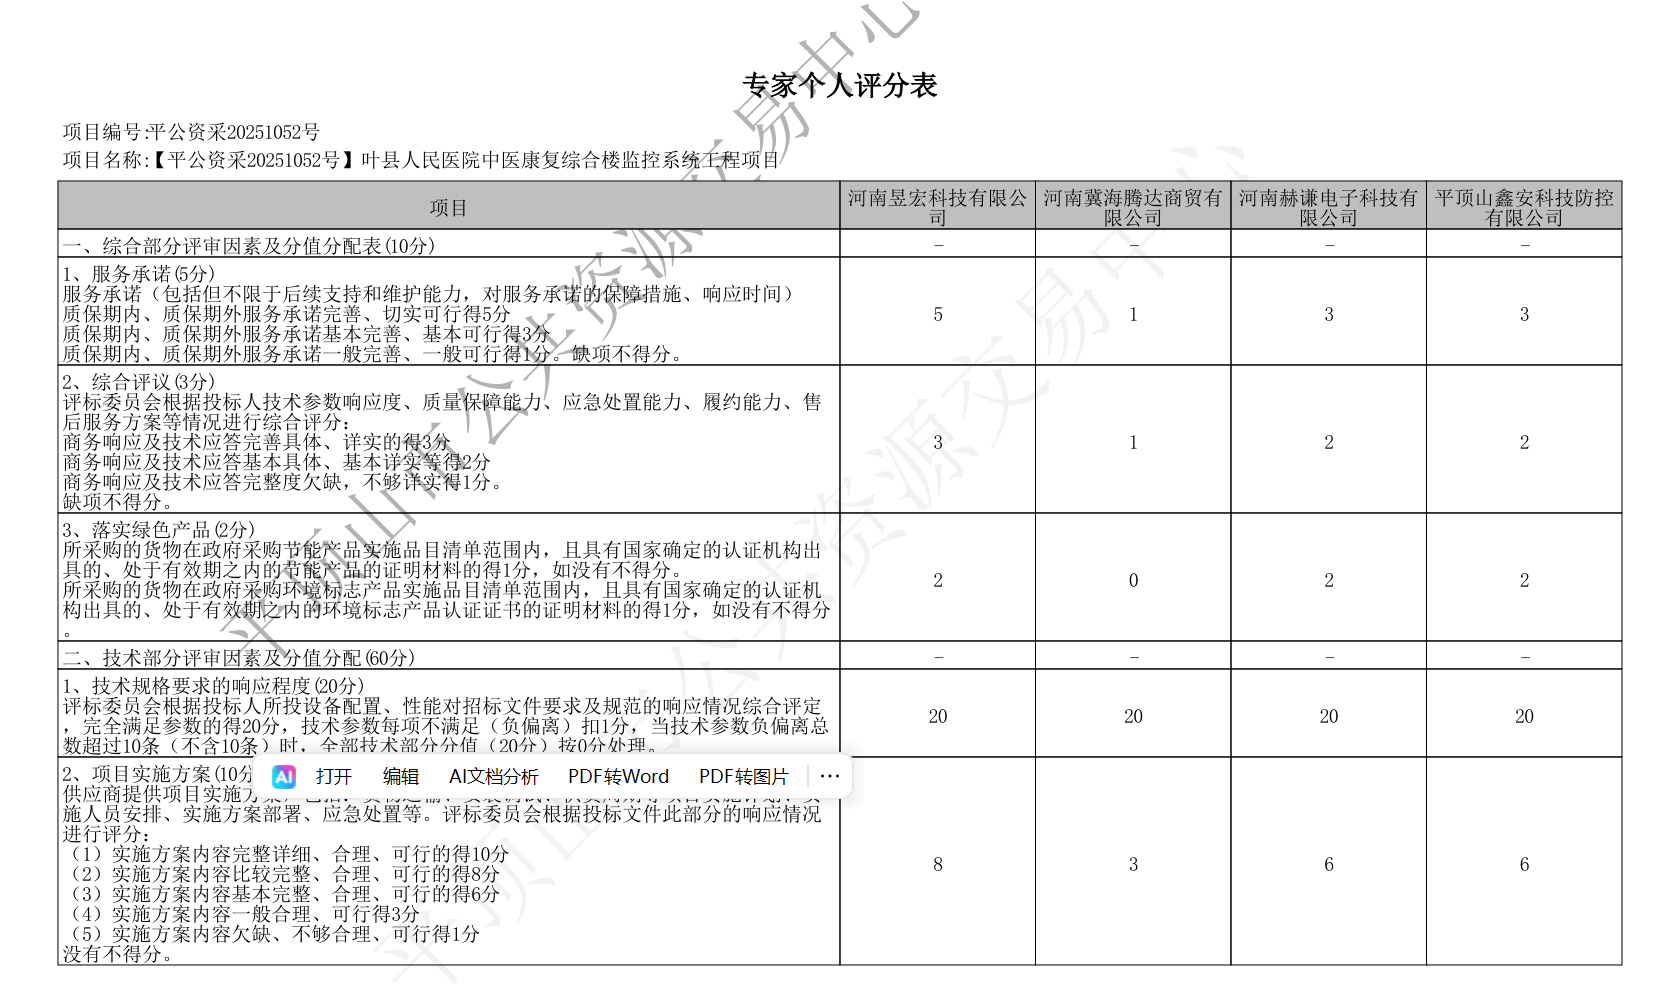 专家个人评分表
项目编号:平公资采20251052号
项目名称:【平公资采20251052号】叶县人民医院中医康复综合楼监控系统工程项目
项目
河南昱宏科技有限公
司
河南冀海腾达商贸有
限公司
河南赫谦电子科技有
限公司
平顶山鑫安科技防控
有限公司
一、综合部分评审因素及分值分配表(10分)
-
-
-
-
1、服务承诺(5分)
服务承诺（包括但不限于后续支持和维护能力，对服务承诺的保障措施、响应时间）
质保期内、质保期外服务承诺完善、切实可行得5分
质保期内、质保期外服务承诺基本完善、基本可行得3分
质保期内、质保期外服务承诺一般完善、一般可行得1分。缺项不得分。
5
1
3
3
2、综合评议(3分)
评标委员会根据投标人技术参数响应度、质量保障能力、应急处置能力、履约能力、售
后服务方案等情况进行综合评分：
商务响应及技术应答完善具体、详实的得3分
商务响应及技术应答基本具体、基本详实等得2分
商务响应及技术应答完整度欠缺，不够详实得1分。
缺项不得分。
3
1
2
2
3、落实绿色产品(2分)
所采购的货物在政府采购节能产品实施品目清单范围内，且具有国家确定的认证机构出
具的、处于有效期之内的节能产品的证明材料的得1分，如没有不得分。
所采购的货物在政府采购环境标志产品实施品目清单范围内，且具有国家确定的认证机
构出具的、处于有效期之内的环境标志产品认证证书的证明材料的得1分，如没有不得分
。
2
0
2
2
二、技术部分评审因素及分值分配(60分)
-
-
-
-
1、技术规格要求的响应程度(20分)
评标委员会根据投标人所投设备配置、性能对招标文件要求及规范的响应情况综合评定
，完全满足参数的得20分，技术参数每项不满足（负偏离）扣1分，当技术参数负偏离总
数超过10条（不含10条）时，全部技术部分分值（20分）按0分处理。
20
20
20
20
AI 打开 编辑 AI文档分析 PDF转Word PDF转图片 ···
2、项目实施方案(10分
供应商提供项目实施方案
施人员安排、实施方案部署、应急处置等。评标委员会根据投标文件此部分的响应情况
进行评分：
（1）实施方案内容完整详细、合理、可行的得10分
（2）实施方案内容比较完整、合理、可行的得8分
（3）实施方案内容基本完整、合理、可行的得6分
（4）实施方案内容一般合理、可行得3分
（5）实施方案内容欠缺、不够合理、可行得1分
没有不得分。
8
3
6
6
平顶山市公共资源交易中心
平顶山市公共资源交易中心